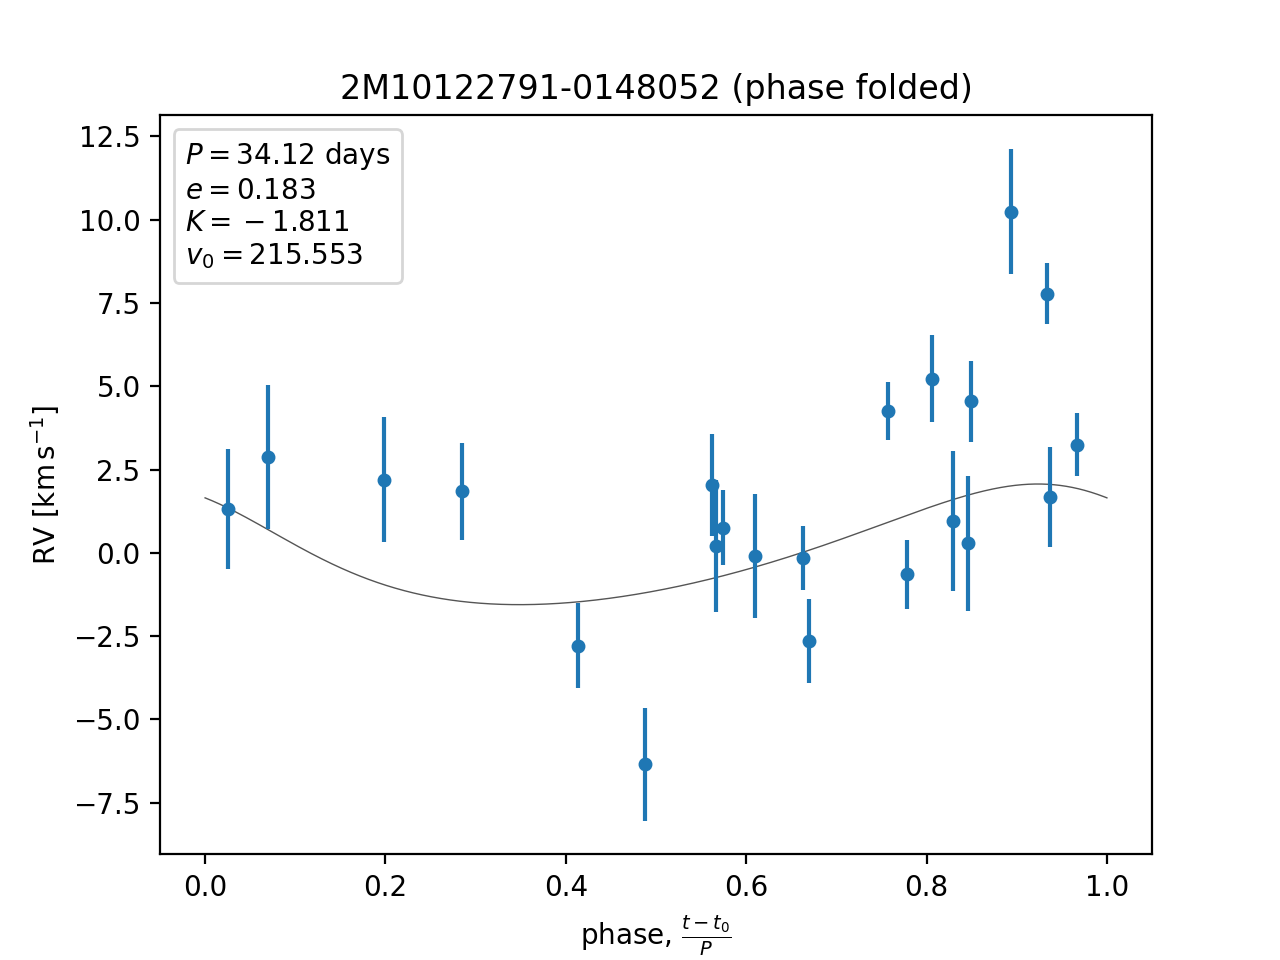 2M10122791-0148052 (phase folded)
P = 34.12 days
e = 0.183
K = −1.811
v₀ = 215.553
12.5
10.0
7.5
5.0
2.5
0.0
−2.5
−5.0
−7.5
RV [km s⁻¹]
0.0 0.2 0.4 0.6 0.8 1.0
phase, (t − t₀)/P